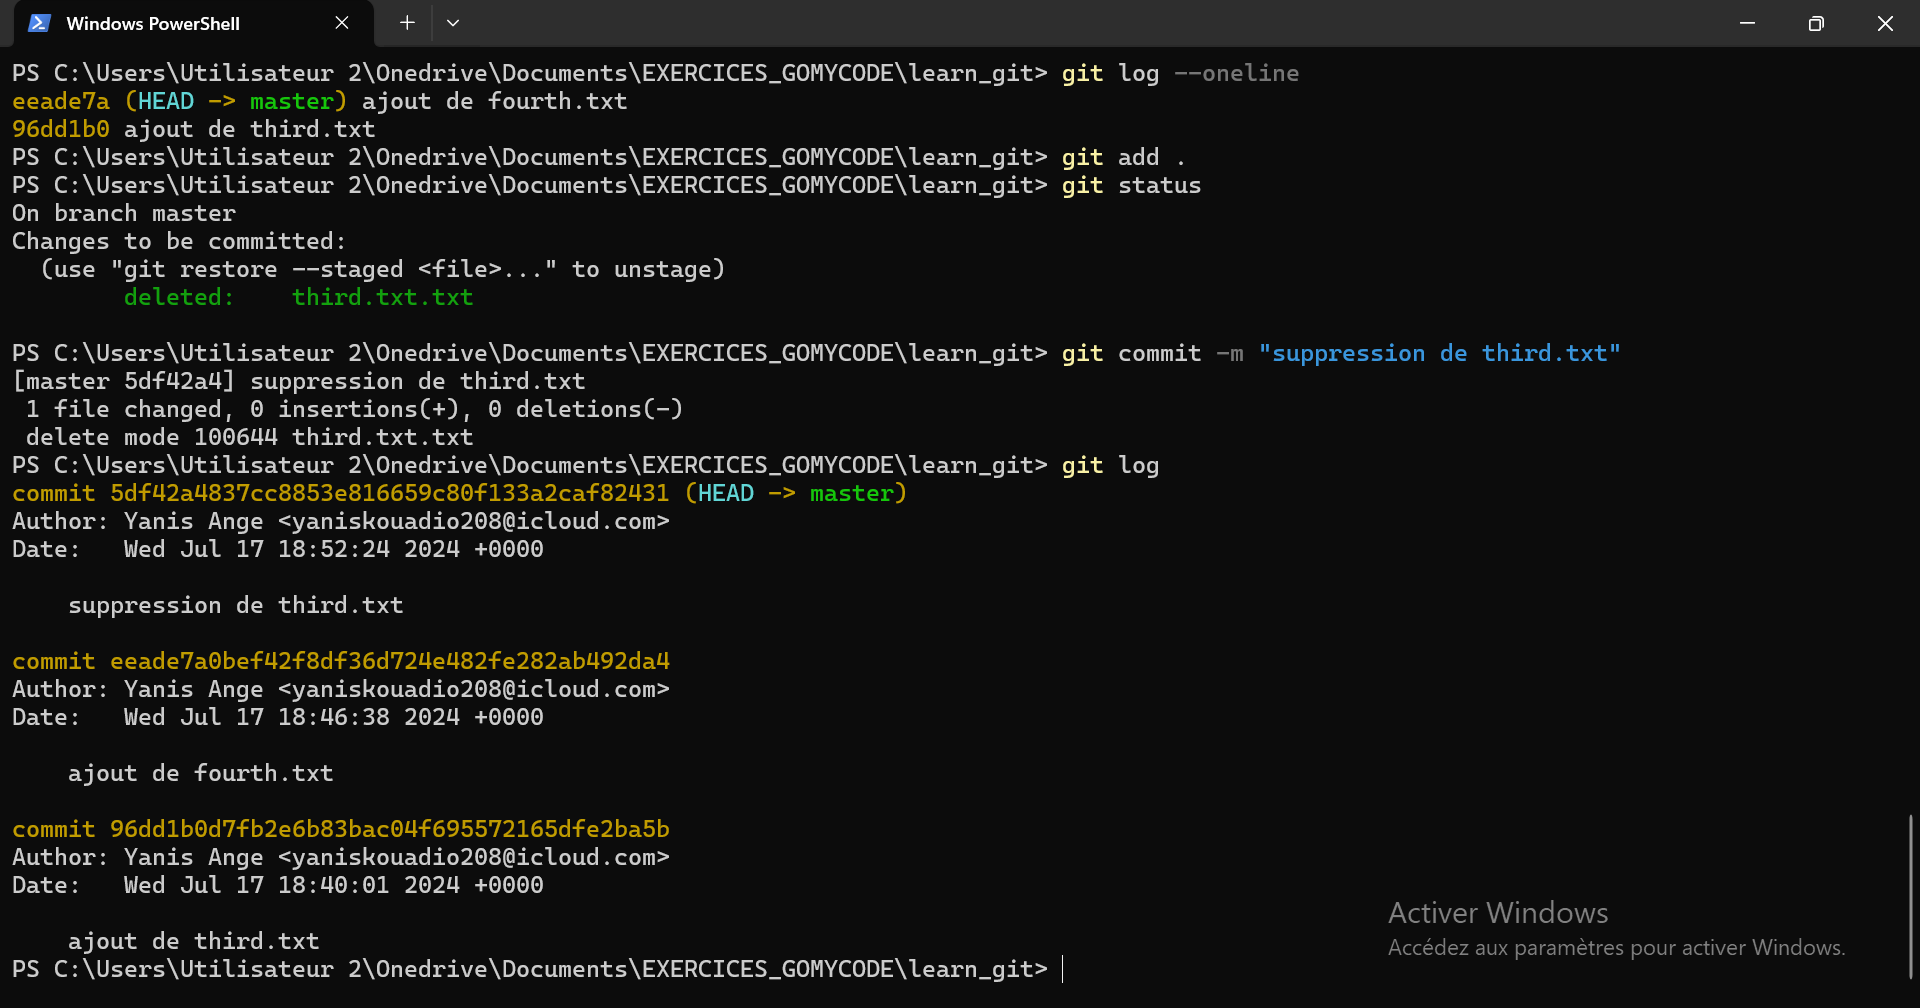 Windows PowerShell
PS C:\Users\Utilisateur 2\Onedrive\Documents\EXERCICES_GOMYCODE\learn_git> git log --oneline
eeade7a (HEAD -> master) ajout de fourth.txt
96dd1b0 ajout de third.txt
PS C:\Users\Utilisateur 2\Onedrive\Documents\EXERCICES_GOMYCODE\learn_git> git add .
PS C:\Users\Utilisateur 2\Onedrive\Documents\EXERCICES_GOMYCODE\learn_git> git status
On branch master
Changes to be committed:
  (use "git restore --staged <file>..." to unstage)
        deleted:    third.txt.txt

PS C:\Users\Utilisateur 2\Onedrive\Documents\EXERCICES_GOMYCODE\learn_git> git commit -m "suppression de third.txt"
[master 5df42a4] suppression de third.txt
 1 file changed, 0 insertions(+), 0 deletions(-)
 delete mode 100644 third.txt.txt
PS C:\Users\Utilisateur 2\Onedrive\Documents\EXERCICES_GOMYCODE\learn_git> git log
commit 5df42a4837cc8853e816659c80f133a2caf82431 (HEAD -> master)
Author: Yanis Ange <yaniskouadio208@icloud.com>
Date:   Wed Jul 17 18:52:24 2024 +0000

    suppression de third.txt

commit eeade7a0bef42f8df36d724e482fe282ab492da4
Author: Yanis Ange <yaniskouadio208@icloud.com>
Date:   Wed Jul 17 18:46:38 2024 +0000

    ajout de fourth.txt

commit 96dd1b0d7fb2e6b83bac04f695572165dfe2ba5b
Author: Yanis Ange <yaniskouadio208@icloud.com>
Date:   Wed Jul 17 18:40:01 2024 +0000

    ajout de third.txt
PS C:\Users\Utilisateur 2\Onedrive\Documents\EXERCICES_GOMYCODE\learn_git>
Activer Windows
Accédez aux paramètres pour activer Windows.